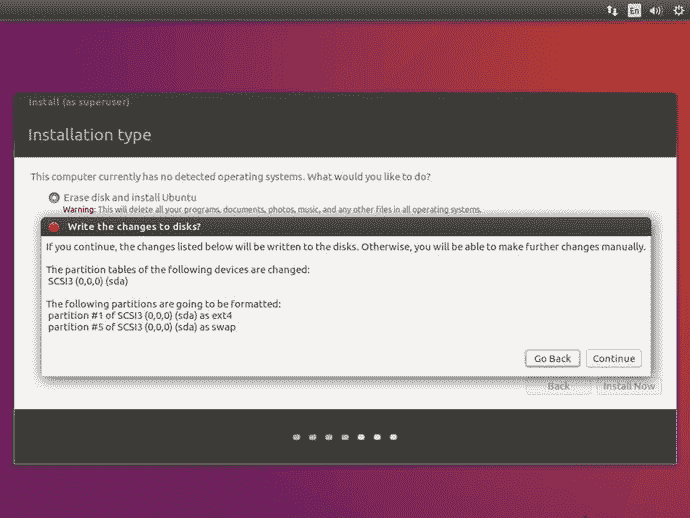 En
Install (as superuser)
Installation type
This computer currently has no detected operating systems. What would you like to do?
Erase disk and install Ubuntu
Warning: This will delete all your programs, documents, photos, music, and any other files in all operating systems.
Write the changes to disks?
If you continue, the changes listed below will be written to the disks. Otherwise, you will be able to make further changes manually.
The partition tables of the following devices are changed:
SCSI3 (0,0,0) (sda)
The following partitions are going to be formatted:
partition #1 of SCSI3 (0,0,0) (sda) as ext4
partition #5 of SCSI3 (0,0,0) (sda) as swap
Go Back Continue
Back Install Now